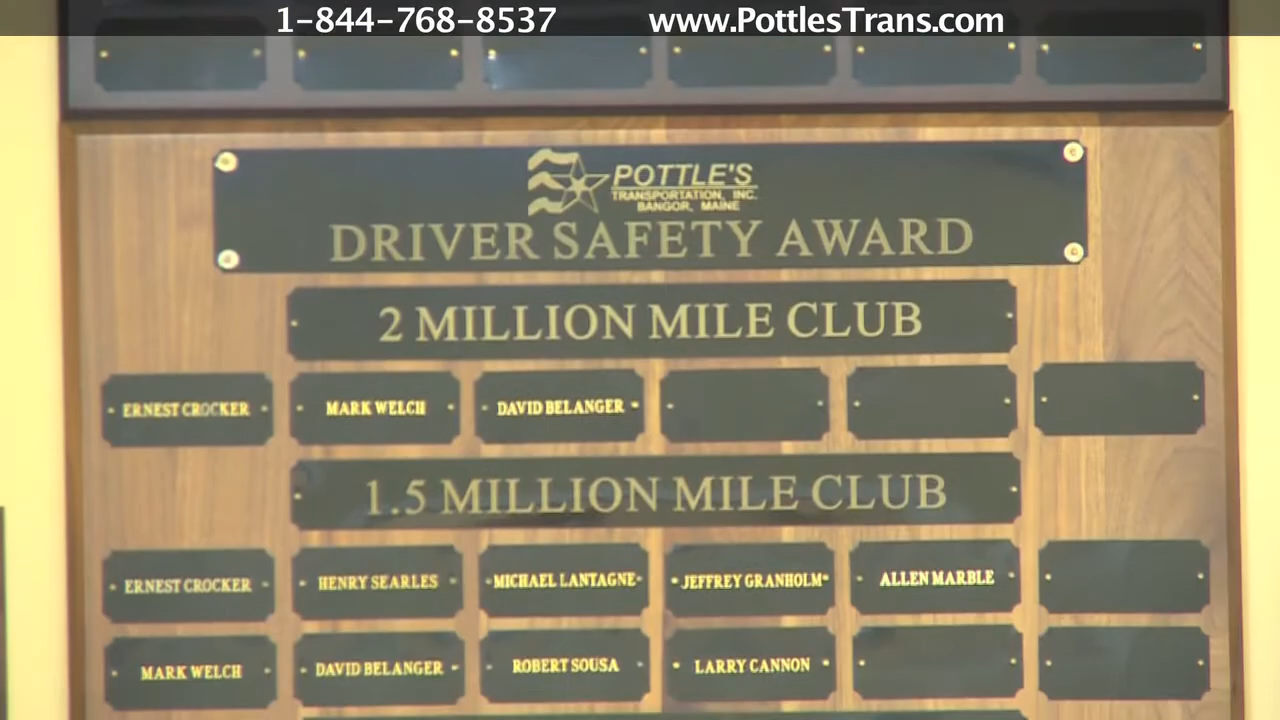 1-844-768-8537 www.PottlesTrans.com
POTTLE'S
TRANSPORTATION, INC.
BANGOR, MAINE
DRIVER SAFETY AWARD
2 MILLION MILE CLUB
ERNEST CROCKER MARK WELCH DAVID BELANGER
1.5 MILLION MILE CLUB
ERNEST CROCKER HENRY SEARLES MICHAEL LANTAGNE JEFFREY GRANHOLM ALLEN MARBLE
MARK WELCH DAVID BELANGER ROBERT SOUSA LARRY CANNON